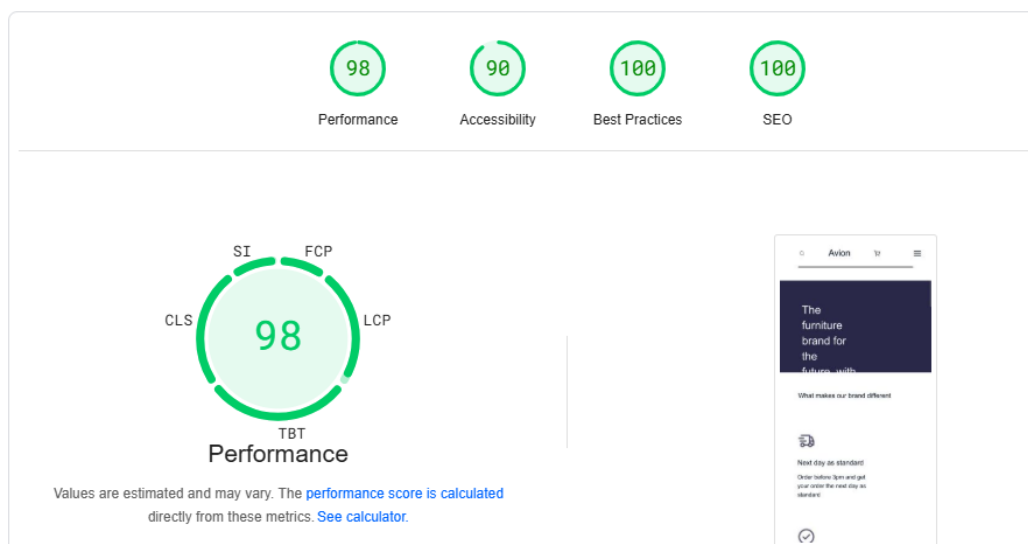 98
90
100
100
Performance
Accessibility
Best Practices
SEO
SI
FCP
CLS
LCP
98
TBT
Performance
Values are estimated and may vary. The performance score is calculated
directly from these metrics. See calculator.
Avion
The
furniture
brand for
the
future, with
What makes our brand different
Next day as standard
Order before 3pm and get
your order the next day as
standard